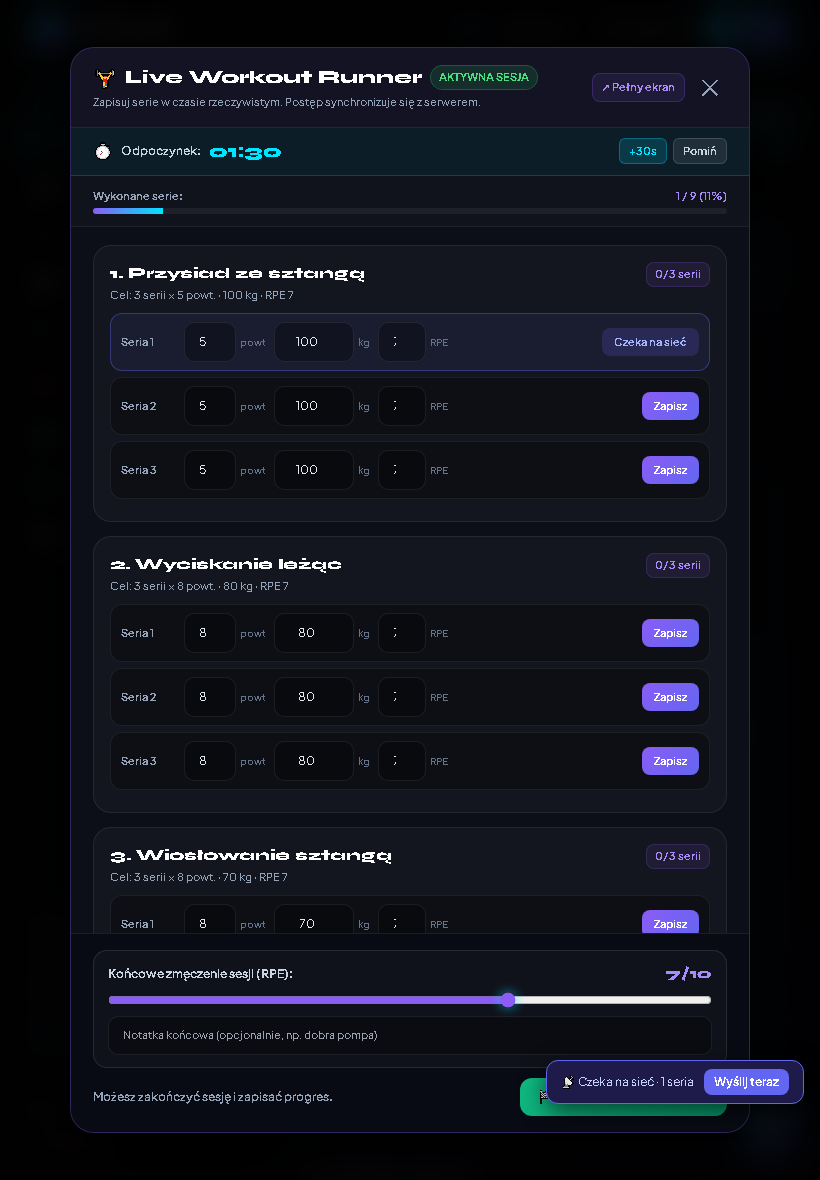 Live Workout Runner AKTYWNA SESJA
↗ Pełny ekran
Zapisuj serie w czasie rzeczywistym. Postęp synchronizuje się z serwerem.
Odpoczynek: 01:30 +30s Pomiń
Wykonane serie: 1 / 9 (11%)
1. Przysiad ze sztangą 0/3 serii
Cel: 3 serii x 5 powt. · 100 kg · RPE 7
Seria 1 5 powt 100 kg RPE Czeka na sieć
Seria 2 5 powt 100 kg RPE Zapisz
Seria 3 5 powt 100 kg RPE Zapisz
2. Wyciskanie leżąc 0/3 serii
Cel: 3 serii x 8 powt. · 80 kg · RPE 7
Seria 1 8 powt 80 kg RPE Zapisz
Seria 2 8 powt 80 kg RPE Zapisz
Seria 3 8 powt 80 kg RPE Zapisz
3. Wiosłowanie sztangą 0/3 serii
Cel: 3 serii x 8 powt. · 70 kg · RPE 7
Seria 1 8 powt 70 kg RPE Zapisz
Końcowe zmęczenie sesji (RPE): 7/10
Notatka końcowa (opcjonalnie, np. dobra pompa)
Czeka na sieć · 1 seria Wyślij teraz
Możesz zakończyć sesję i zapisać progres.